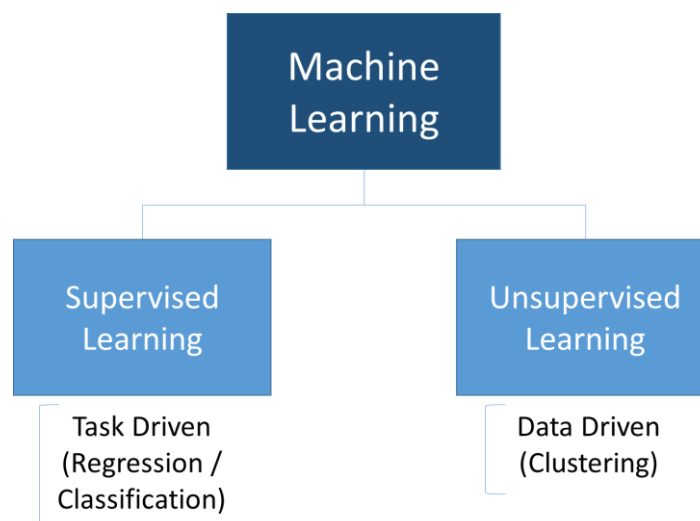 Machine
Learning
Supervised
Learning
Unsupervised
Learning
Task Driven
(Regression /
Classification)
Data Driven
(Clustering)